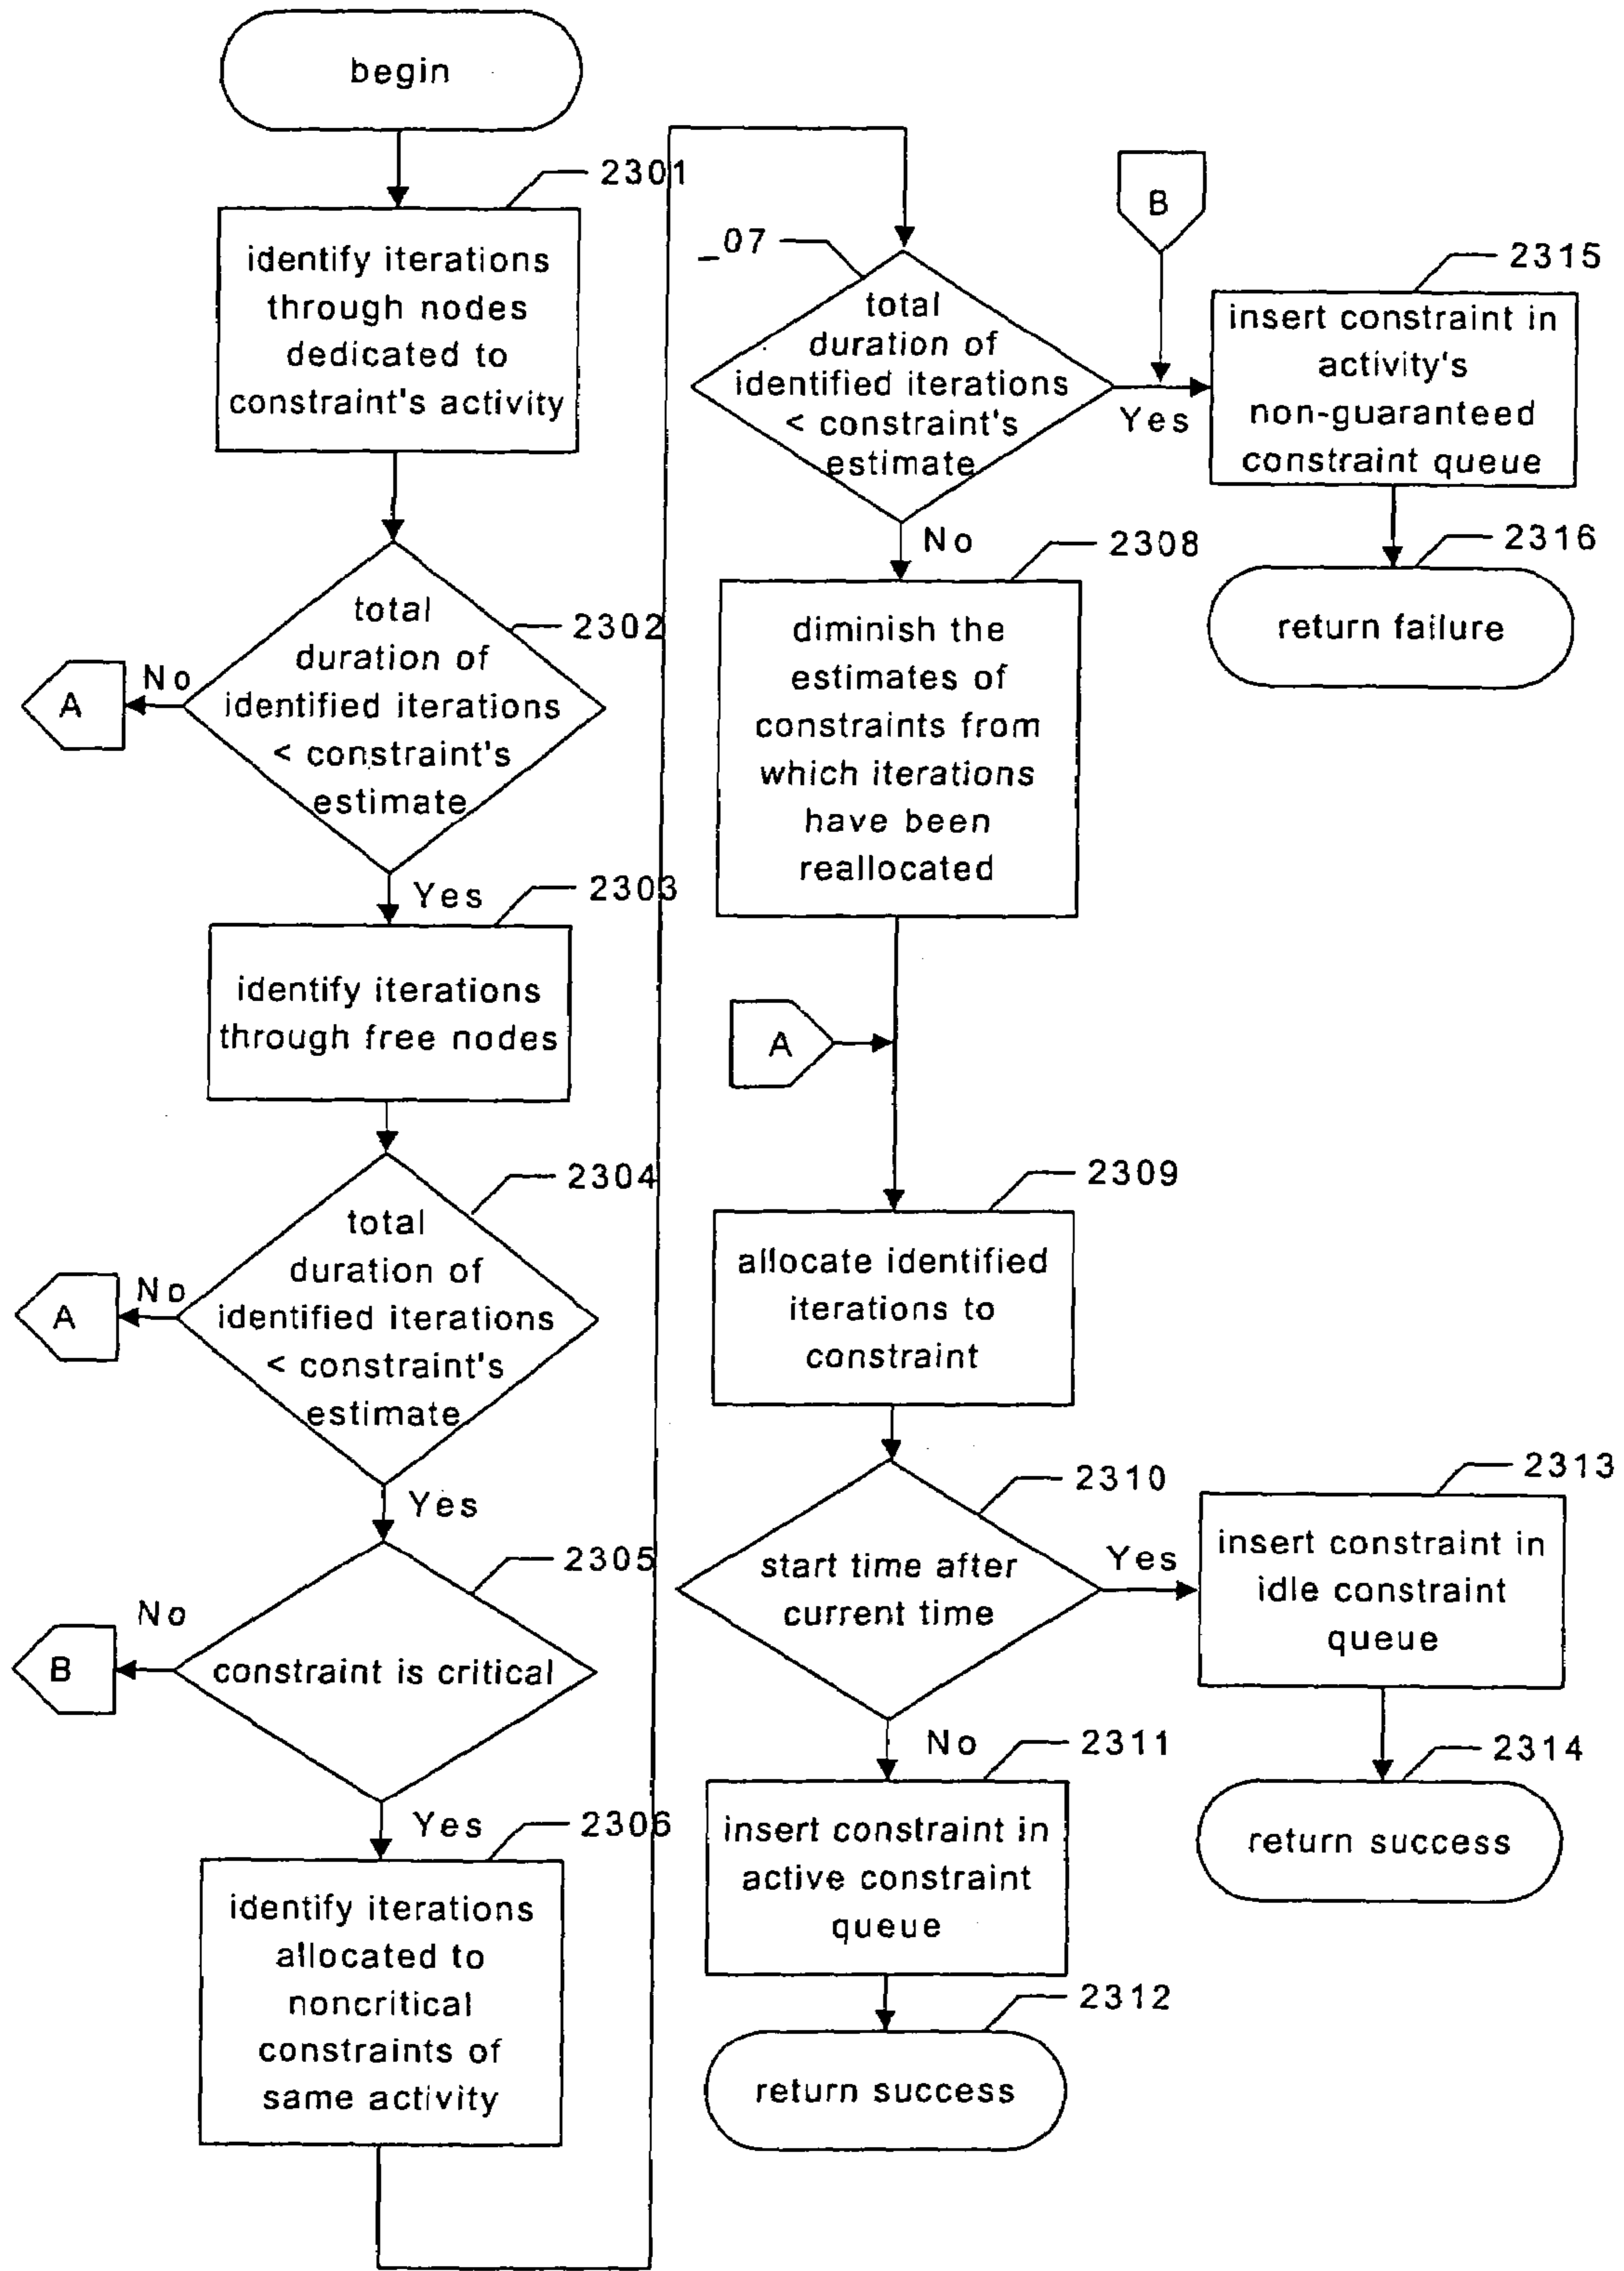 begin
2301
identify iterations
through nodes
dedicated to
constraint's activity
2302
total
duration of
identified iterations
< constraint's
estimate
No
A
Yes
2303
identify iterations
through free nodes
2304
total
duration of
identified iterations
< constraint's
estimate
No
A
Yes
2305
constraint is critical
No
B
Yes
2306
identify iterations
allocated to
noncritical
constraints of
same activity
_07
total
duration of
identified iterations
< constraint's
estimate
B
Yes
2315
insert constraint in
activity's
non-guaranteed
constraint queue
2316
return failure
No
2308
diminish the
estimates of
constraints from
which iterations
have been
reallocated
A
2309
allocate identified
iterations to
constraint
2310
start time after
current time
Yes
2313
insert constraint in
idle constraint
queue
2314
return success
No
2311
insert constraint in
active constraint
queue
2312
return success